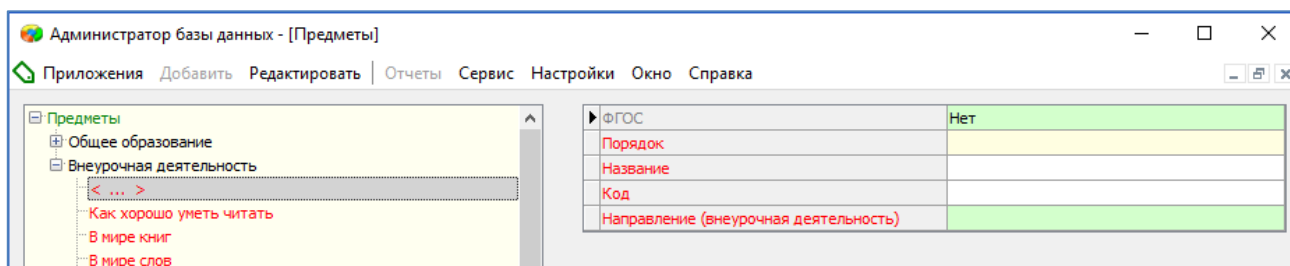 Администратор базы данных - [Предметы]
Приложения Добавить Редактировать Отчеты Сервис Настройки Окно Справка
Предметы
Общее образование
Внеурочная деятельность
< ... >
Как хорошо уметь читать
В мире книг
В мире слов
ФГОС Нет
Порядок
Название
Код
Направление (внеурочная деятельность)